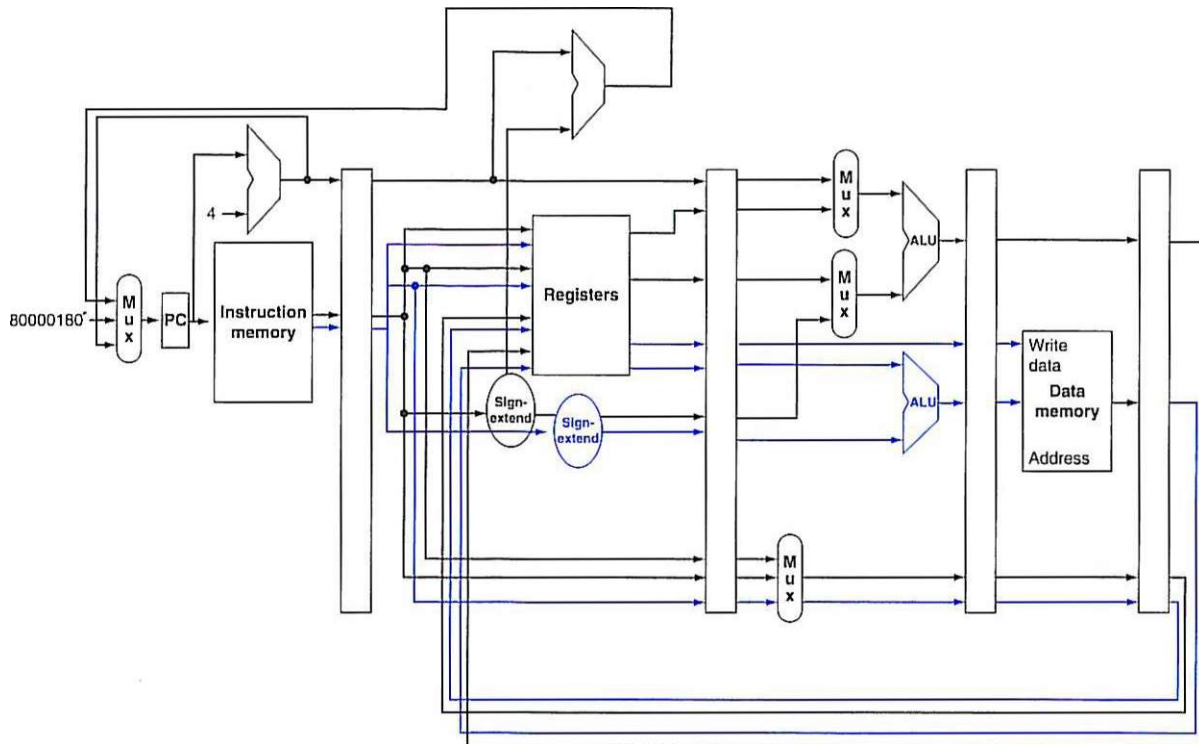 4
80000180
M
u
x
PC
Instruction
memory
Registers
Sign-
extend
Sign-
extend
M
u
x
M
u
x
ALU
ALU
M
u
x
Write
data
Data
memory
Address